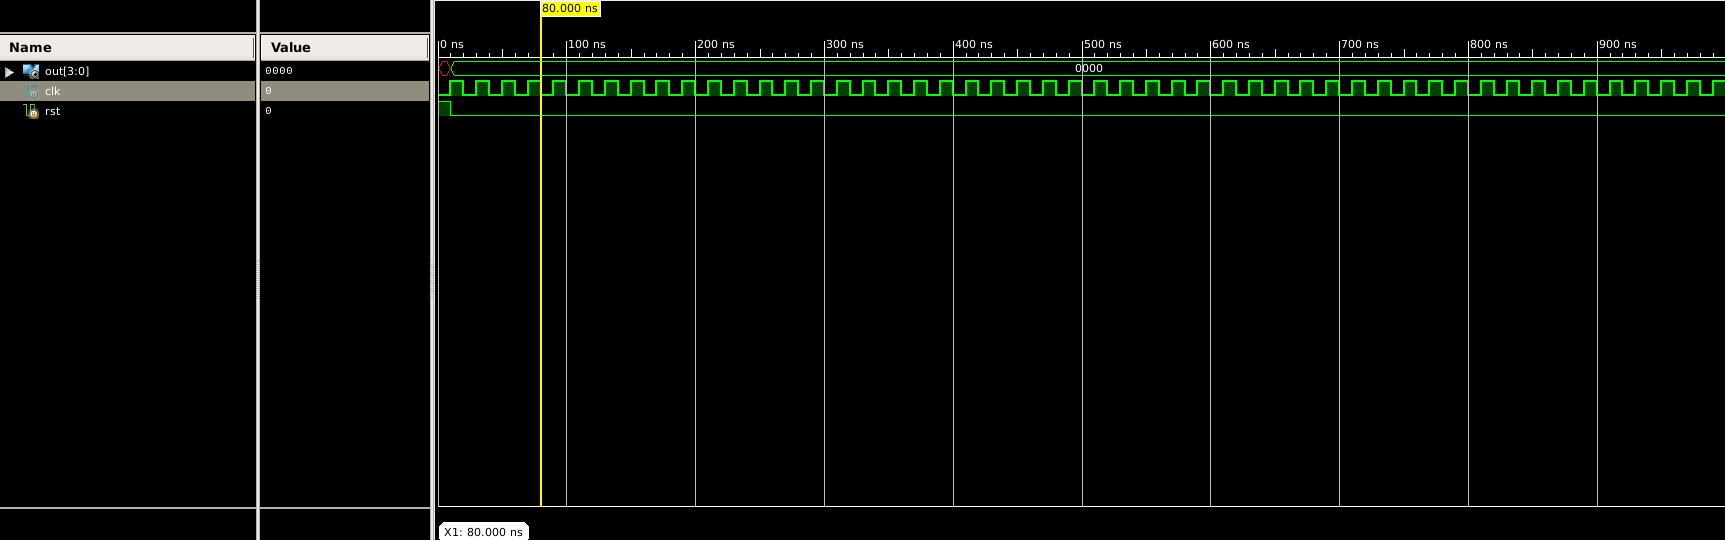 80.000 ns
Name
Value
0 ns
100 ns
200 ns
300 ns
400 ns
500 ns
600 ns
700 ns
800 ns
900 ns
out[3:0]
0000
0000
clk
0
rst
0
X1: 80.000 ns